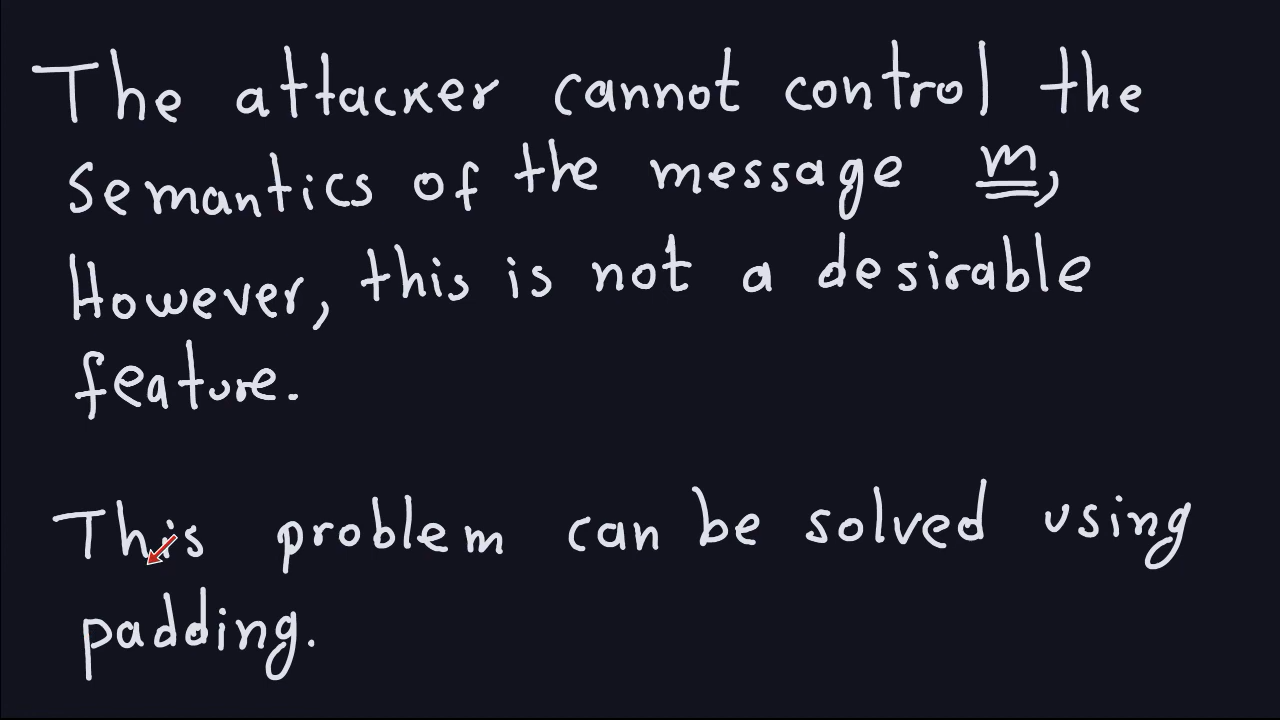 The attacker cannot control the
Semantics of the message m,
However, this is not a desirable
feature.
This problem can be solved using
padding.